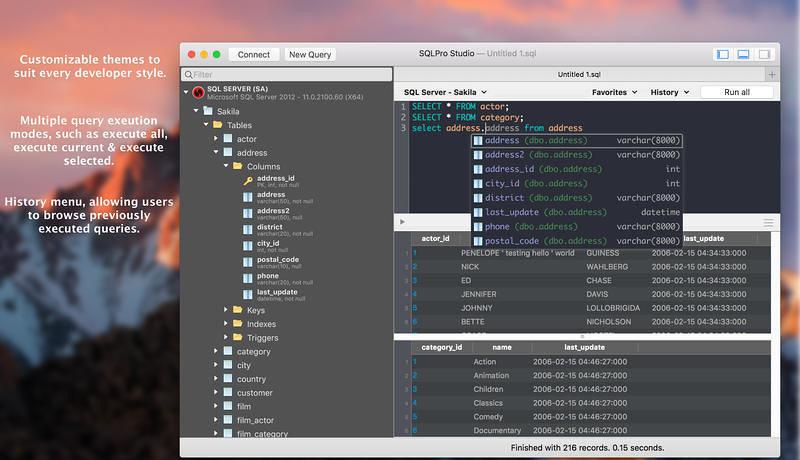 Customizable themes to
suit every developer style.
Multiple query exeution
modes, such as execute all,
execute current & execute
selected.
History menu, allowing users
to browse previously
executed queries.
Connect
New Query
SQLPro Studio — Untitled 1.sql
Filter
Untitled 1.sql
SQL SERVER (SA)
Microsoft SQL Server 2012 - 11.0.2100.60 (X64)
SQL Server - Sakila
Favorites
History
Run all
Sakila
Tables
actor
address
Columns
address_id
PK, int, not null
address
varchar(50), not null
address2
varchar(50), null
district
varchar(20), not null
city_id
int, not null
postal_code
varchar(10), null
phone
varchar(20), not null
last_update
datetime, not null
Keys
Indexes
Triggers
category
city
country
customer
film
film_actor
film_category
1 SELECT * FROM actor;
2 SELECT * FROM category;
3 select address.address from address
address (dbo.address) varchar(8000)
address2 (dbo.address) varchar(8000)
address_id (dbo.address) int
city_id (dbo.address) int
district (dbo.address) varchar(8000)
last_update (dbo.address) datetime
phone (dbo.address) varchar(8000)
postal_code (dbo.address) varchar(8000)
actor_id last_update
1 1 PENELOPE ' testing hello ' world GUINESS 2006-02-15 04:34:33:000
2 2 NICK WAHLBERG 2006-02-15 04:34:33:000
3 3 ED CHASE 2006-02-15 04:34:33:000
4 4 JENNIFER DAVIS 2006-02-15 04:34:33:000
5 5 JOHNNY LOLLOBRIGIDA 2006-02-15 04:34:33:000
6 6 BETTE NICHOLSON 2006-02-15 04:34:33:000
category_id name last_update
1 1 Action 2006-02-15 04:46:27:000
2 2 Animation 2006-02-15 04:46:27:000
3 3 Children 2006-02-15 04:46:27:000
4 4 Classics 2006-02-15 04:46:27:000
5 5 Comedy 2006-02-15 04:46:27:000
6 6 Documentary 2006-02-15 04:46:27:000
Finished with 216 records. 0.15 seconds.